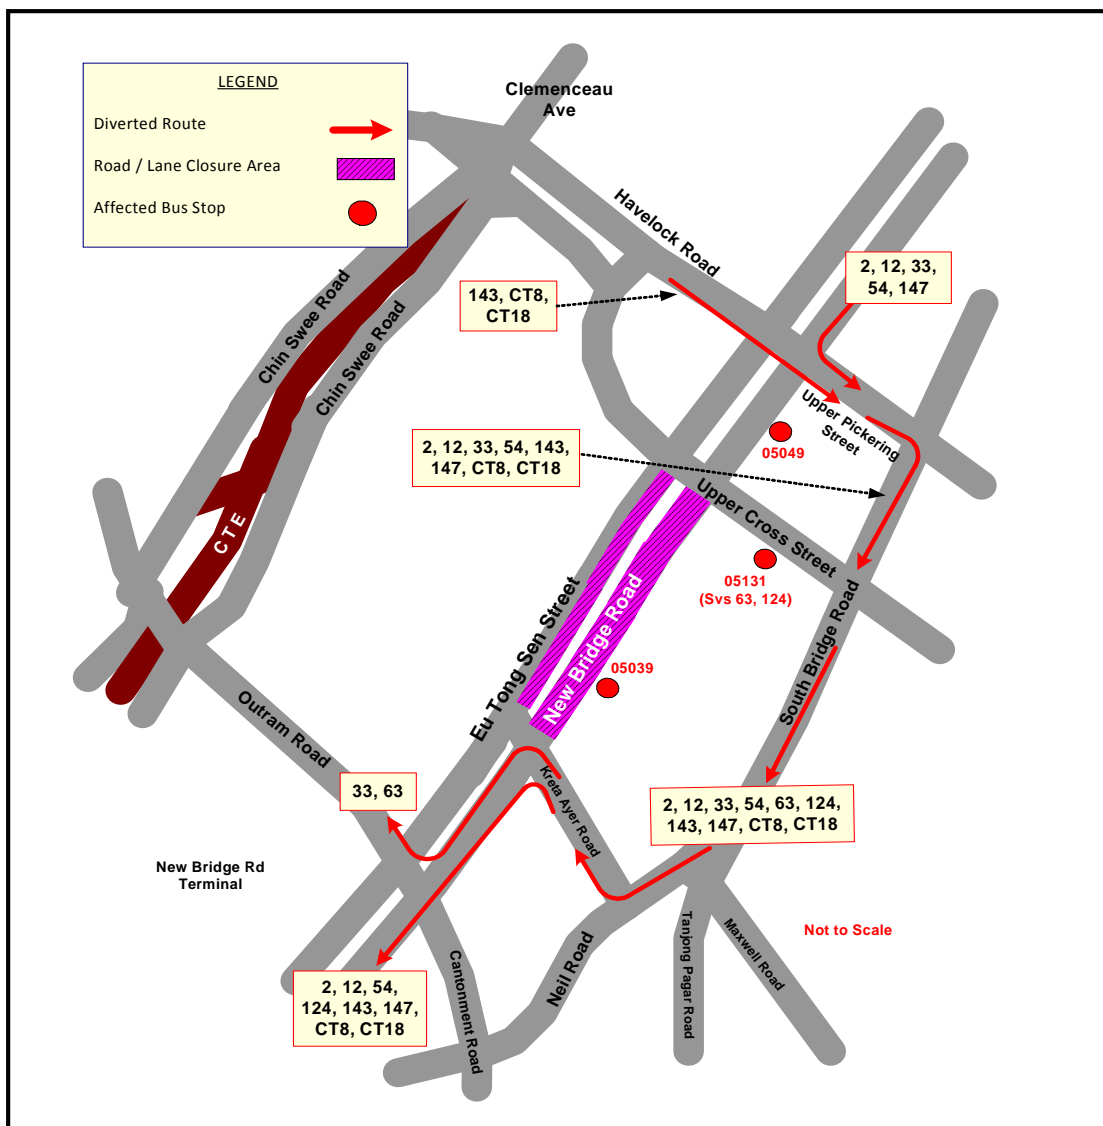 LEGEND
Diverted Route
Road / Lane Closure Area
Affected Bus Stop
Clemenceau
Ave
Havelock Road
2, 12, 33,
54, 147
143, CT8,
CT18
Chin Swee Road
Chin Swee Road
Upper Pickering
Street
05049
2, 12, 33, 54, 143,
147, CT8, CT18
Upper Cross Street
CTE
05131
(Svs 63, 124)
Eu Tong Sen Street
New Bridge Road
05039
South Bridge Road
Outram Road
33, 63
Kreta Ayer Road
2, 12, 33, 54, 63, 124,
143, 147, CT8, CT18
New Bridge Rd
Terminal
Not to Scale
2, 12, 54,
124, 143, 147,
CT8, CT18
Cantonment Road
Neil Road
Tanjong Pagar Road
Maxwell Road